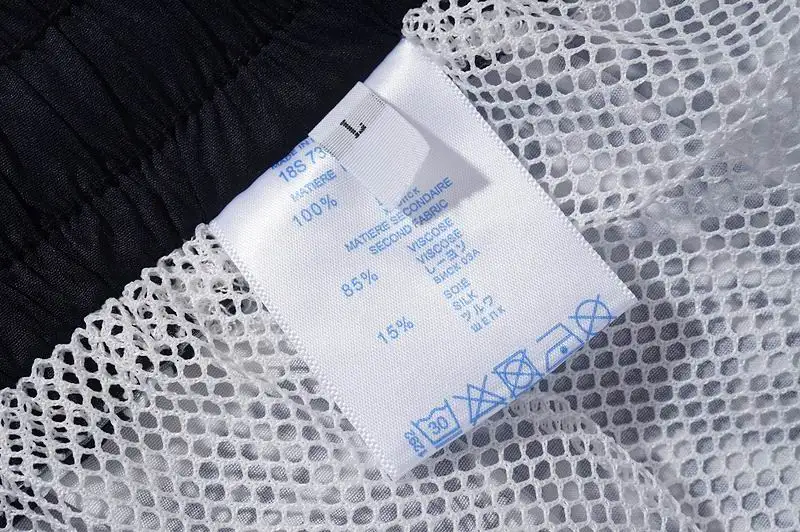 L
MADE IN
18S 73
MATIERE
100%
MATIERE SECONDAIRE
SECOND FABRIC
85% VISCOSE
VISCOSE
レーヨン
15% SOIE
SILK
シルク
ШЕЛК
30